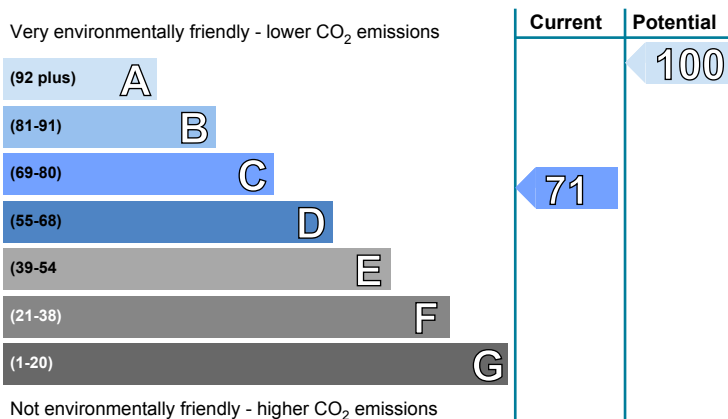 Current Potential
Very environmentally friendly - lower CO2 emissions
100
(92 plus) A
(81-91) B
(69-80) C
71
(55-68) D
(39-54 E
(21-38) F
(1-20) G
Not environmentally friendly - higher CO2 emissions